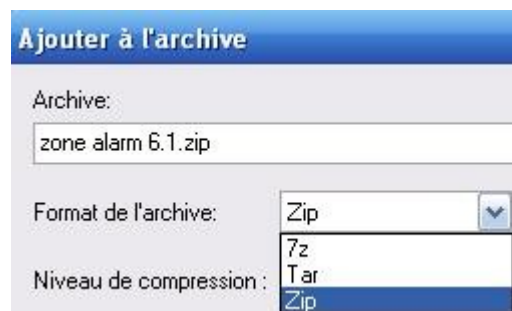 Ajouter à l'archive
Archive:
zone alarm 6.1.zip
Format de l'archive: Zip
7z
Niveau de compression : Tar
Zip